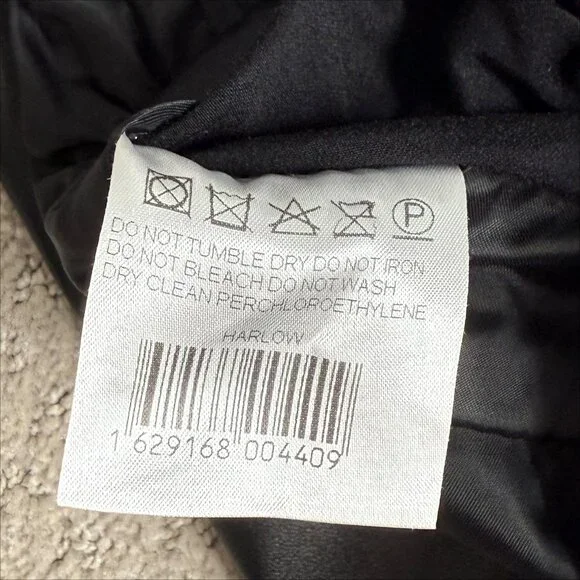 P
DO NOT TUMBLE DRY DO NOT IRON
DO NOT BLEACH DO NOT WASH
DRY CLEAN PERCHLOROETHYLENE
HARLOW
1 629168 004409